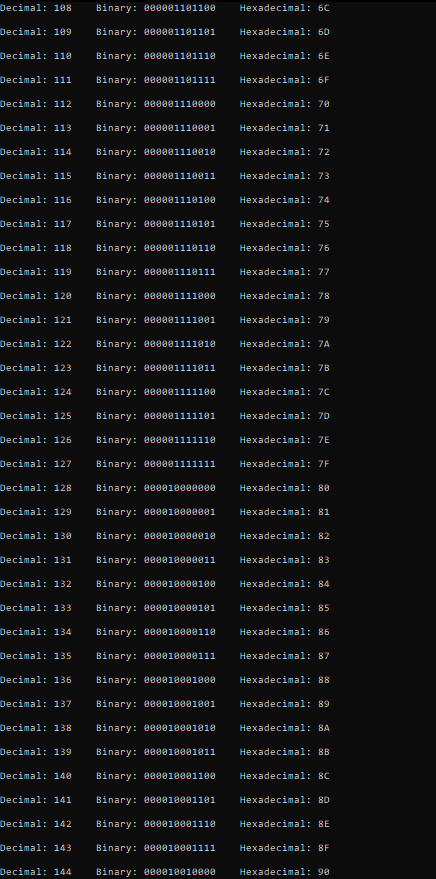 Decimal: 108    Binary: 000001101100    Hexadecimal: 6C
Decimal: 109    Binary: 000001101101    Hexadecimal: 6D
Decimal: 110    Binary: 000001101110    Hexadecimal: 6E
Decimal: 111    Binary: 000001101111    Hexadecimal: 6F
Decimal: 112    Binary: 000001110000    Hexadecimal: 70
Decimal: 113    Binary: 000001110001    Hexadecimal: 71
Decimal: 114    Binary: 000001110010    Hexadecimal: 72
Decimal: 115    Binary: 000001110011    Hexadecimal: 73
Decimal: 116    Binary: 000001110100    Hexadecimal: 74
Decimal: 117    Binary: 000001110101    Hexadecimal: 75
Decimal: 118    Binary: 000001110110    Hexadecimal: 76
Decimal: 119    Binary: 000001110111    Hexadecimal: 77
Decimal: 120    Binary: 000001111000    Hexadecimal: 78
Decimal: 121    Binary: 000001111001    Hexadecimal: 79
Decimal: 122    Binary: 000001111010    Hexadecimal: 7A
Decimal: 123    Binary: 000001111011    Hexadecimal: 7B
Decimal: 124    Binary: 000001111100    Hexadecimal: 7C
Decimal: 125    Binary: 000001111101    Hexadecimal: 7D
Decimal: 126    Binary: 000001111110    Hexadecimal: 7E
Decimal: 127    Binary: 000001111111    Hexadecimal: 7F
Decimal: 128    Binary: 000010000000    Hexadecimal: 80
Decimal: 129    Binary: 000010000001    Hexadecimal: 81
Decimal: 130    Binary: 000010000010    Hexadecimal: 82
Decimal: 131    Binary: 000010000011    Hexadecimal: 83
Decimal: 132    Binary: 000010000100    Hexadecimal: 84
Decimal: 133    Binary: 000010000101    Hexadecimal: 85
Decimal: 134    Binary: 000010000110    Hexadecimal: 86
Decimal: 135    Binary: 000010000111    Hexadecimal: 87
Decimal: 136    Binary: 000010001000    Hexadecimal: 88
Decimal: 137    Binary: 000010001001    Hexadecimal: 89
Decimal: 138    Binary: 000010001010    Hexadecimal: 8A
Decimal: 139    Binary: 000010001011    Hexadecimal: 8B
Decimal: 140    Binary: 000010001100    Hexadecimal: 8C
Decimal: 141    Binary: 000010001101    Hexadecimal: 8D
Decimal: 142    Binary: 000010001110    Hexadecimal: 8E
Decimal: 143    Binary: 000010001111    Hexadecimal: 8F
Decimal: 144    Binary: 000010010000    Hexadecimal: 90